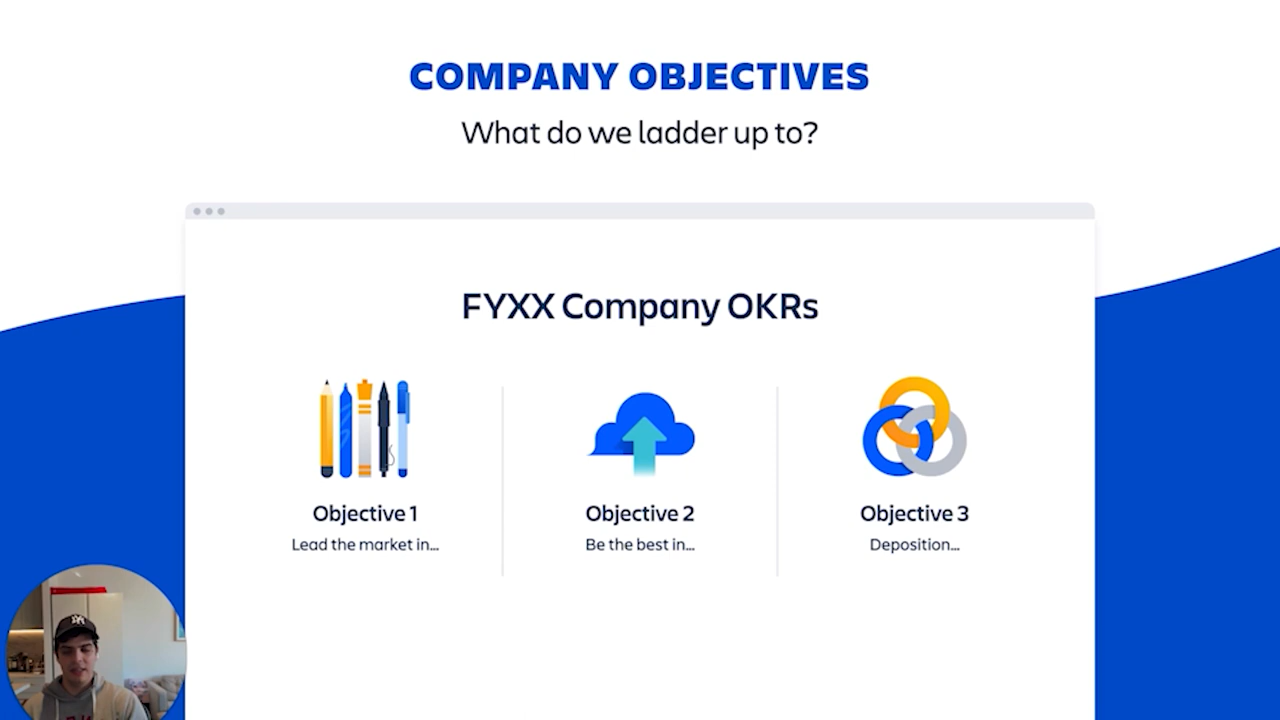 COMPANY OBJECTIVES
What do we ladder up to?
FYXX Company OKRs
Objective 1
Lead the market in...
Objective 2
Be the best in...
Objective 3
Deposition...